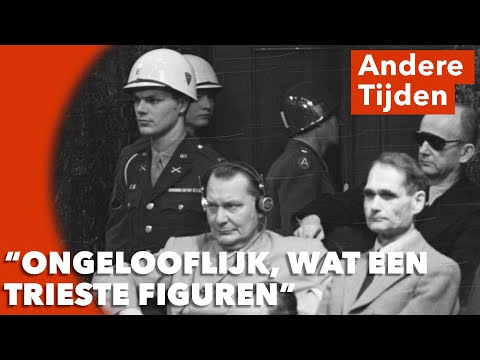 Andere
Tijden
“ONGELOOFLIJK, WAT EEN
TRIESTE FIGUREN“